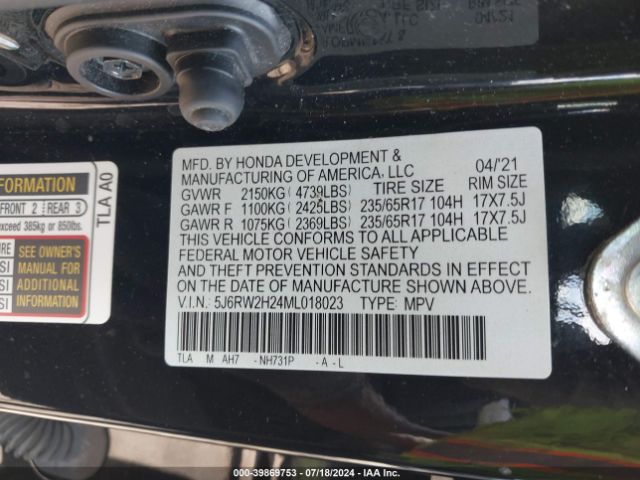 MFD. BY HONDA DEVELOPMENT &
MANUFACTURING OF AMERICA, LLC 04/'21
GVWR 2150KG ( 4739LBS) TIRE SIZE RIM SIZE
GAWR F 1100KG ( 2425LBS) 235/65R17 104H 17X7.5J
GAWR R 1075KG ( 2369LBS) 235/65R17 104H 17X7.5J
THIS VEHICLE CONFORMS TO ALL APPLICABLE
FEDERAL MOTOR VEHICLE SAFETY
AND THEFT PREVENTION STANDARDS IN EFFECT
ON THE DATE OF MANUFACTURE SHOWN ABOVE.
V.I.N.: 5J6RW2H24ML018023 TYPE: MPV
TLA M AH7 - NH731P - A - L
FORMATION
FRONT 2 REAR 3
exceed 385kg or 850lbs.
SEE OWNER'S
MANUAL FOR
ADDITIONAL
INFORMATION
TLA A0
000-39869753 - 07/18/2024 - IAA Inc.